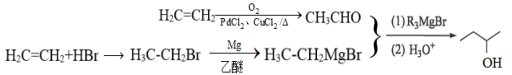 H₂C=CH₂ O₂ PdCl₂、CuCl₂/Δ CH₃CHO
(1) R₃MgBr
H₂C=CH₂+HBr → H₃C-CH₂Br Mg 乙醚 H₃C-CH₂MgBr
(2) H₃O⁺
OH